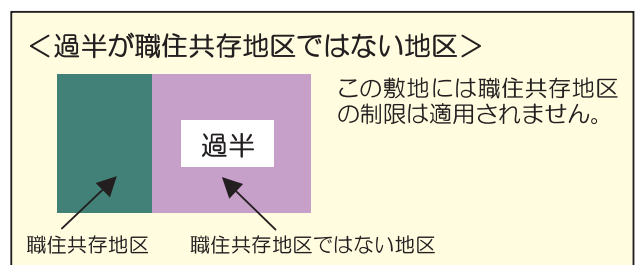 ＜過半が職住共存地区ではない地区＞
この敷地には職住共存地区
の制限は適用されません。
過半
職住共存地区
職住共存地区ではない地区